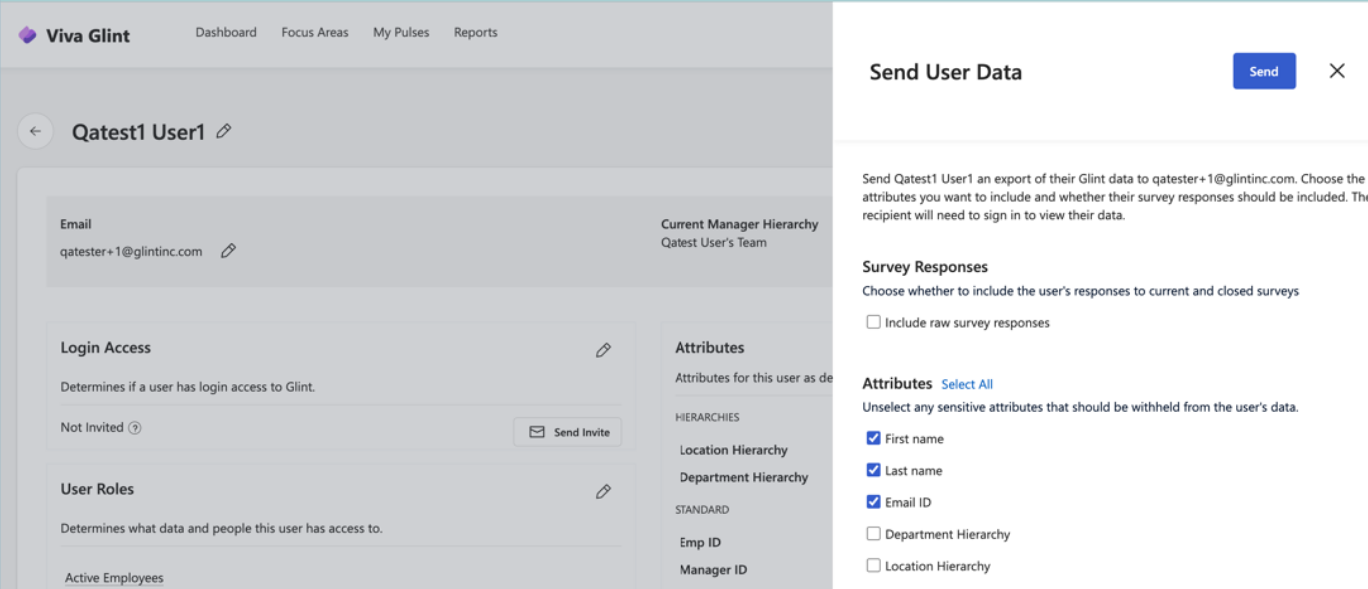 Viva Glint
Dashboard
Focus Areas
My Pulses
Reports
Qatest1 User1
Email
qatester+1@glintinc.com
Current Manager Hierarchy
Qatest User's Team
Login Access
Determines if a user has login access to Glint.
Not Invited
Send Invite
User Roles
Determines what data and people this user has access to.
Active Employees
Attributes
Attributes for this user as de
HIERARCHIES
Location Hierarchy
Department Hierarchy
STANDARD
Emp ID
Manager ID
Send User Data
Send
Send Qatest1 User1 an export of their Glint data to qatester+1@glintinc.com. Choose the
attributes you want to include and whether their survey responses should be included. The
recipient will need to sign in to view their data.
Survey Responses
Choose whether to include the user's responses to current and closed surveys
Include raw survey responses
Attributes Select All
Unselect any sensitive attributes that should be withheld from the user's data.
First name
Last name
Email ID
Department Hierarchy
Location Hierarchy